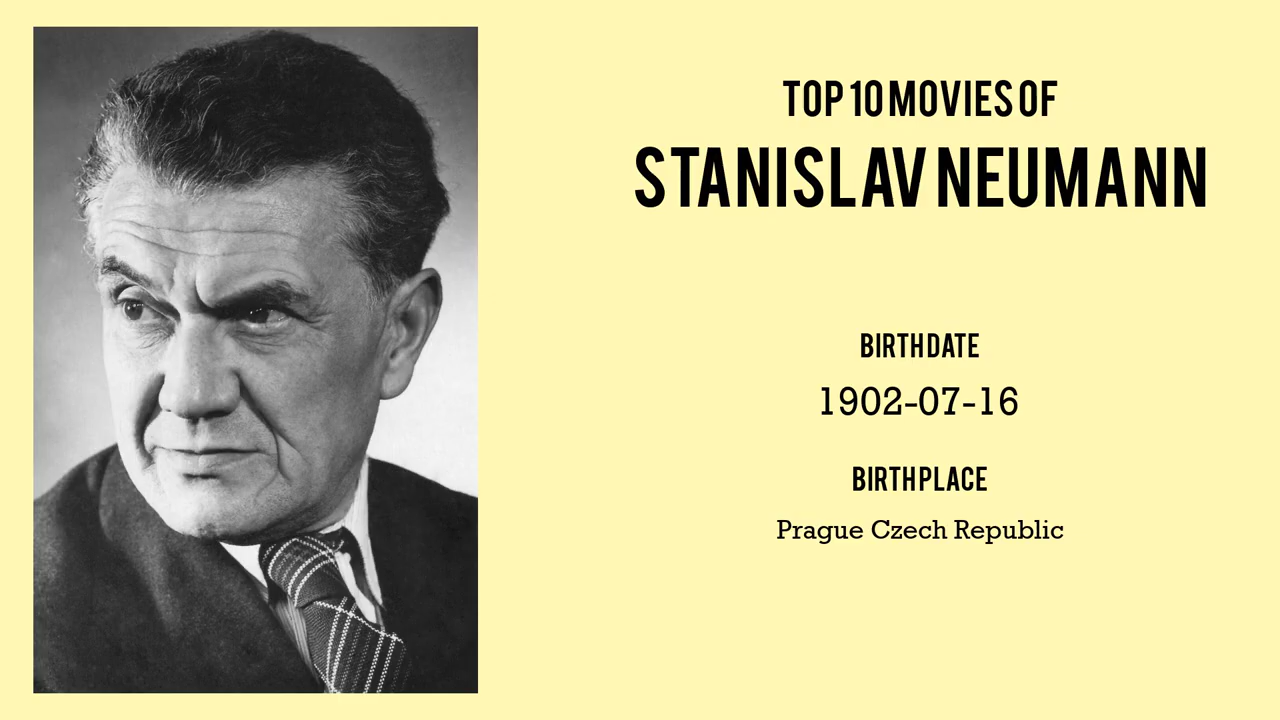 TOP 10 MOVIES OF
STANISLAV NEUMANN
BIRTHDATE
1902-07-16
BIRTHPLACE
Prague Czech Republic